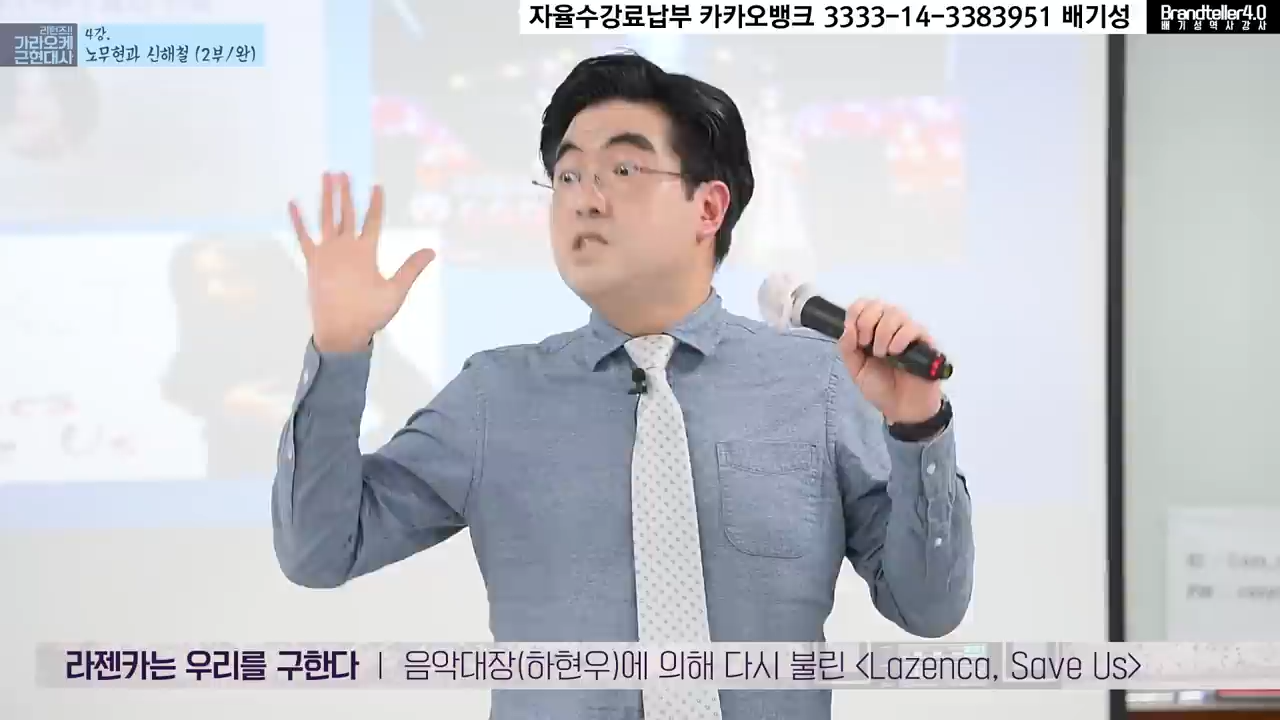 자율수강료납부 카카오뱅크 3333-14-3383951 배기성
Brandteller4.0
배기성역사강사
리턴즈!!
가라오케
근현대사
4강.
노무현과 신해철 (2부/완)
라젠카는 우리를 구한다 | 음악대장(하현우)에 의해 다시 불린 <Lazenca, Save Us>